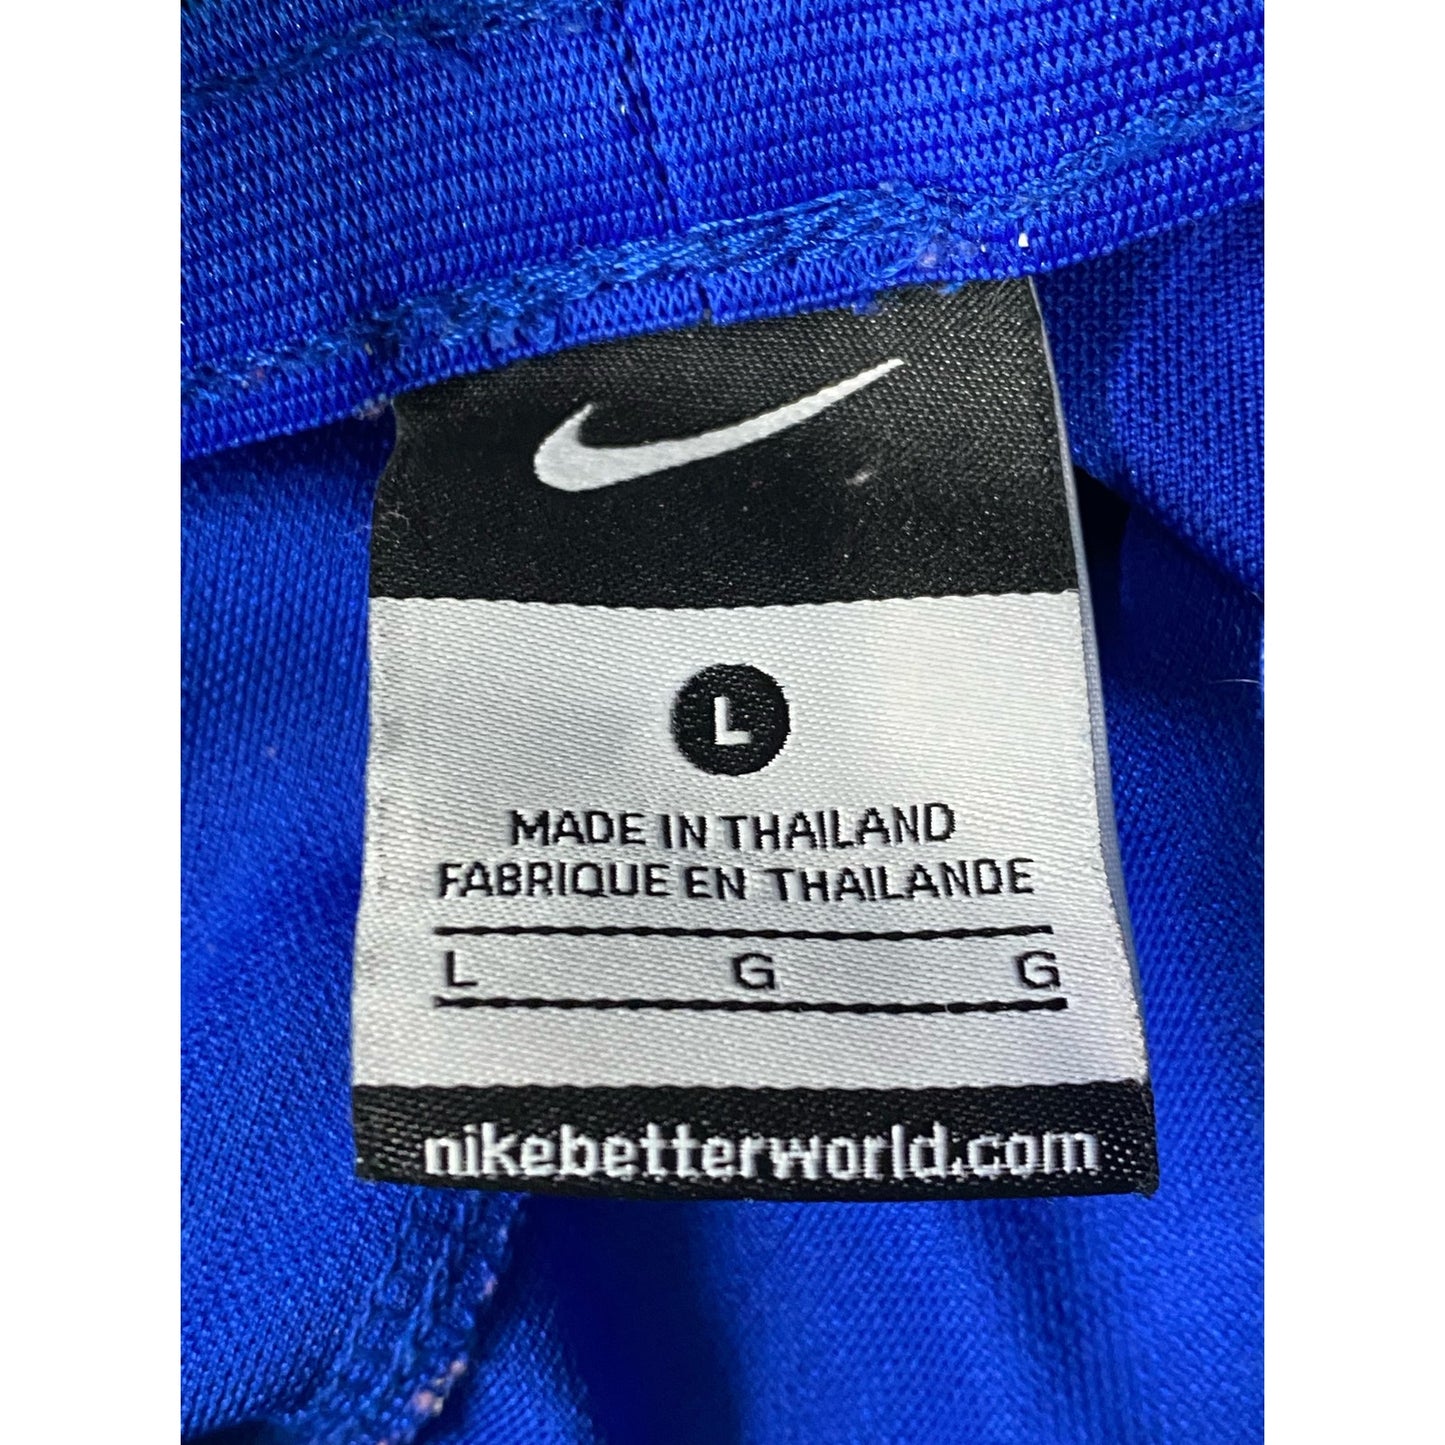 L
MADE IN THAILAND
FABRIQUE EN THAILANDE
L G G
nikebetterworld.com